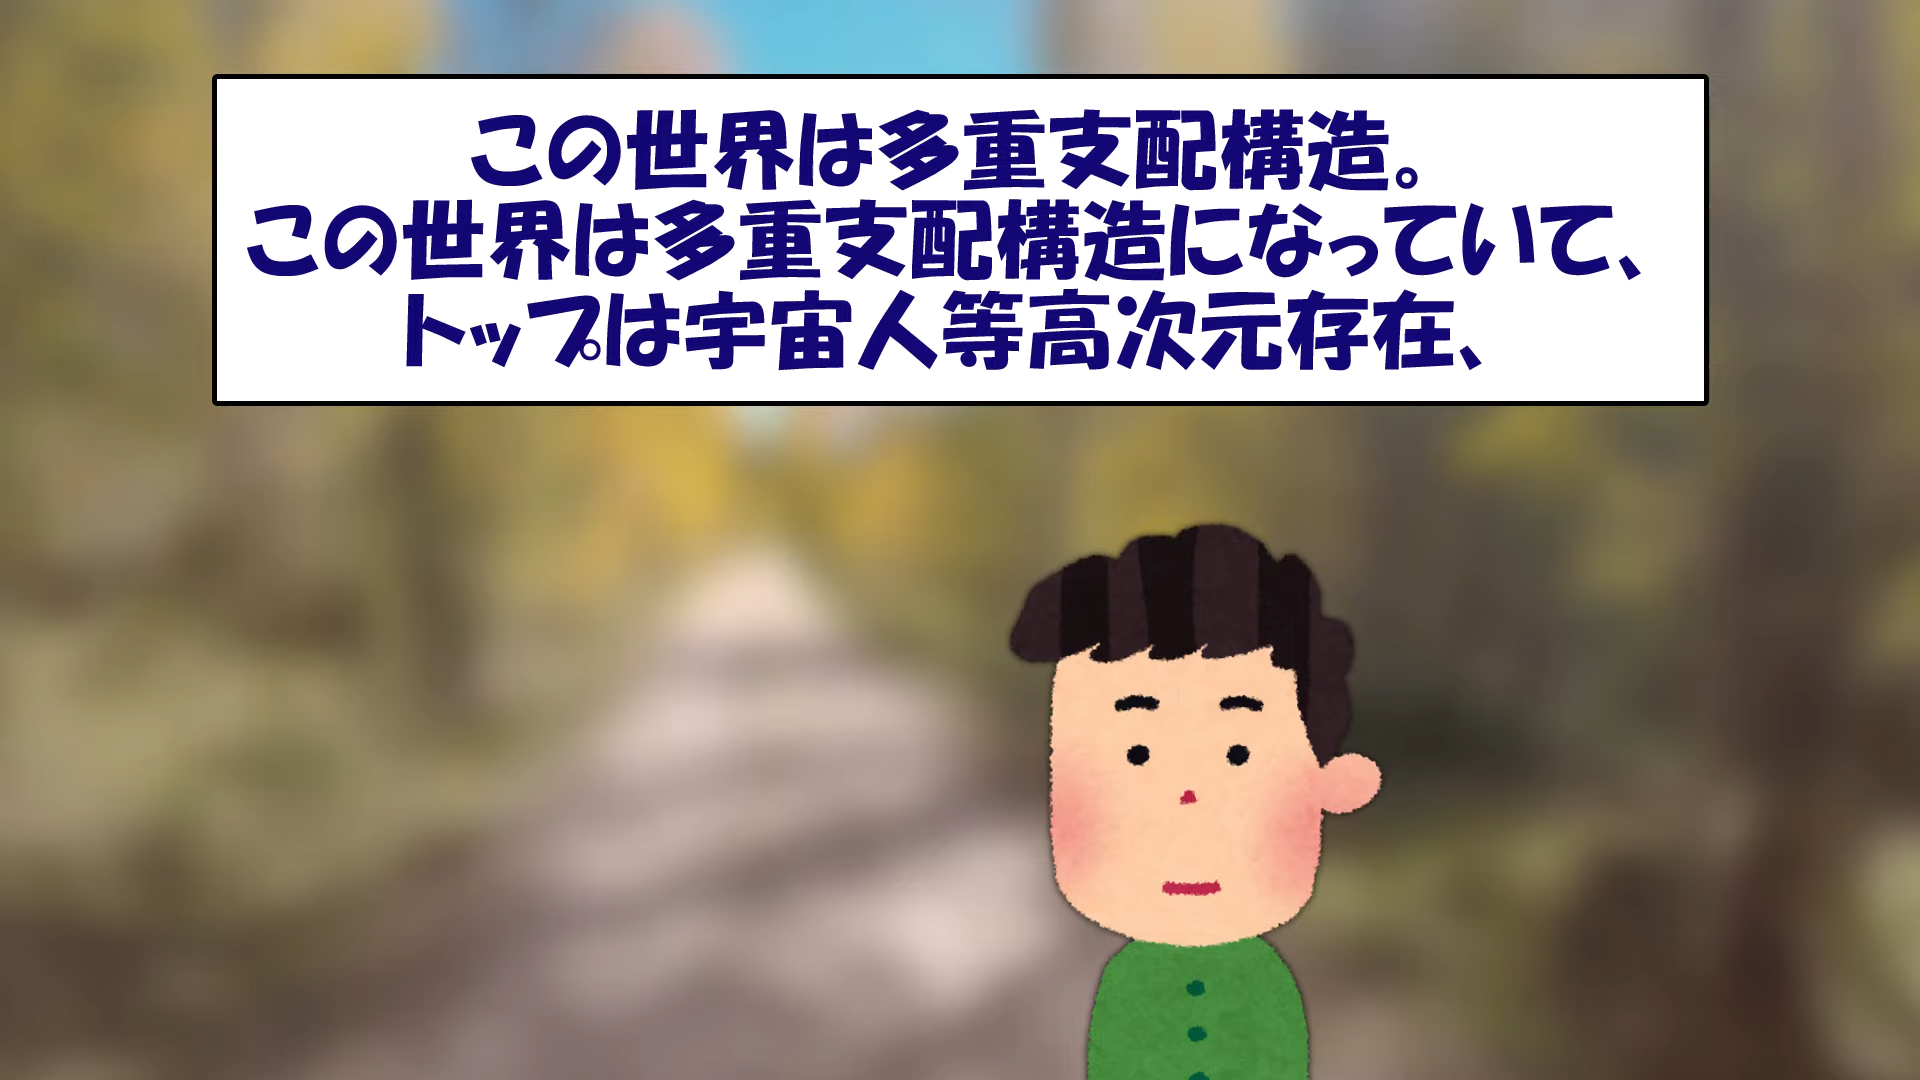 この世界は多重支配構造。
この世界は多重支配構造になっていて、
トップは宇宙人等高次元存在、